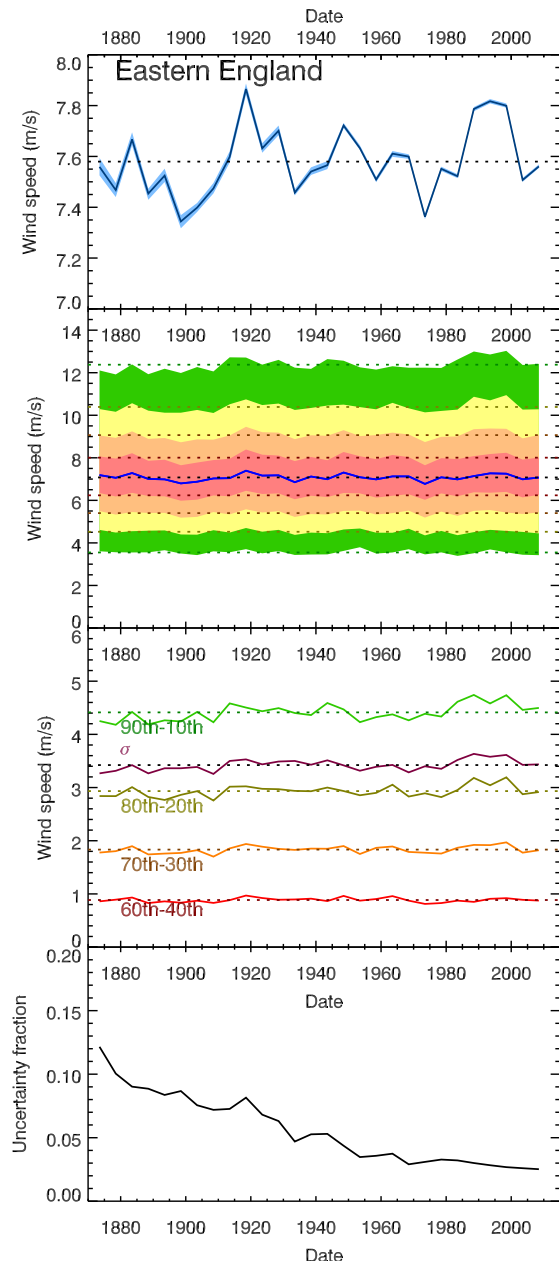 Date
1880 1900 1920 1940 1960 1980 2000
8.0
Eastern England
7.8
7.6
7.4
7.2
7.0
Wind speed (m/s)
1880 1900 1920 1940 1960 1980 2000
14
12
10
8
6
4
2
0
Wind speed (m/s)
6
1880 1900 1920 1940 1960 1980 2000
5
4
3
2
1
0
Wind speed (m/s)
90th-10th
σ
80th-20th
70th-30th
60th-40th
0.20
1880 1900 1920 1940 1960 1980 2000
Date
0.15
0.10
0.05
0.00
Uncertainty fraction
1880 1900 1920 1940 1960 1980 2000
Date